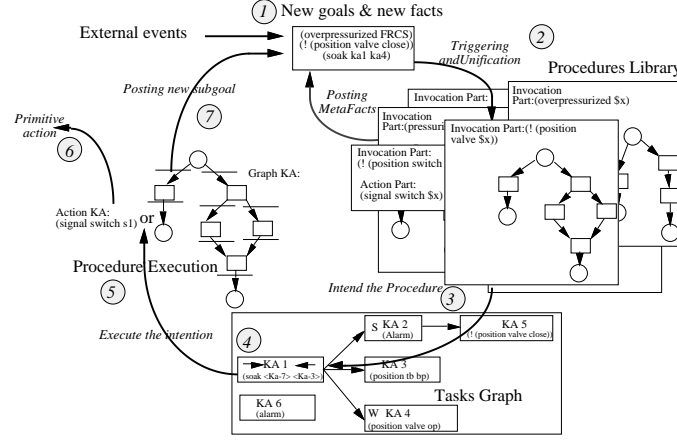 1
New goals & new facts
External events
(overpressurized FRCS)
(! (position valve close))
(soak ka1 ka4)
2
Triggering
andUnification
Procedures Library
Posting new subgoal
Posting
MetaFacts
Invocation Part:
Invocation
Part:(overpressurized $x)
Invocation
Part:(pressuri
Invocation Part:(! (position
valve $x))
Invocation Part:
(! (position switch
Action Part:
(signal switch $x)
7
Primitive
action
6
Graph KA:
Action KA:
(signal switch s1)
or
Procedure Execution
5
Intend the Procedure
3
Execute the intention
4
S
KA 2
(Alarm)
KA 5
(! (position valve close))
KA 1
(soak <Ka-7> <Ka-3>)
KA 3
(position tb bp)
Tasks Graph
KA 6
(alarm)
W
KA 4
(position valve op)